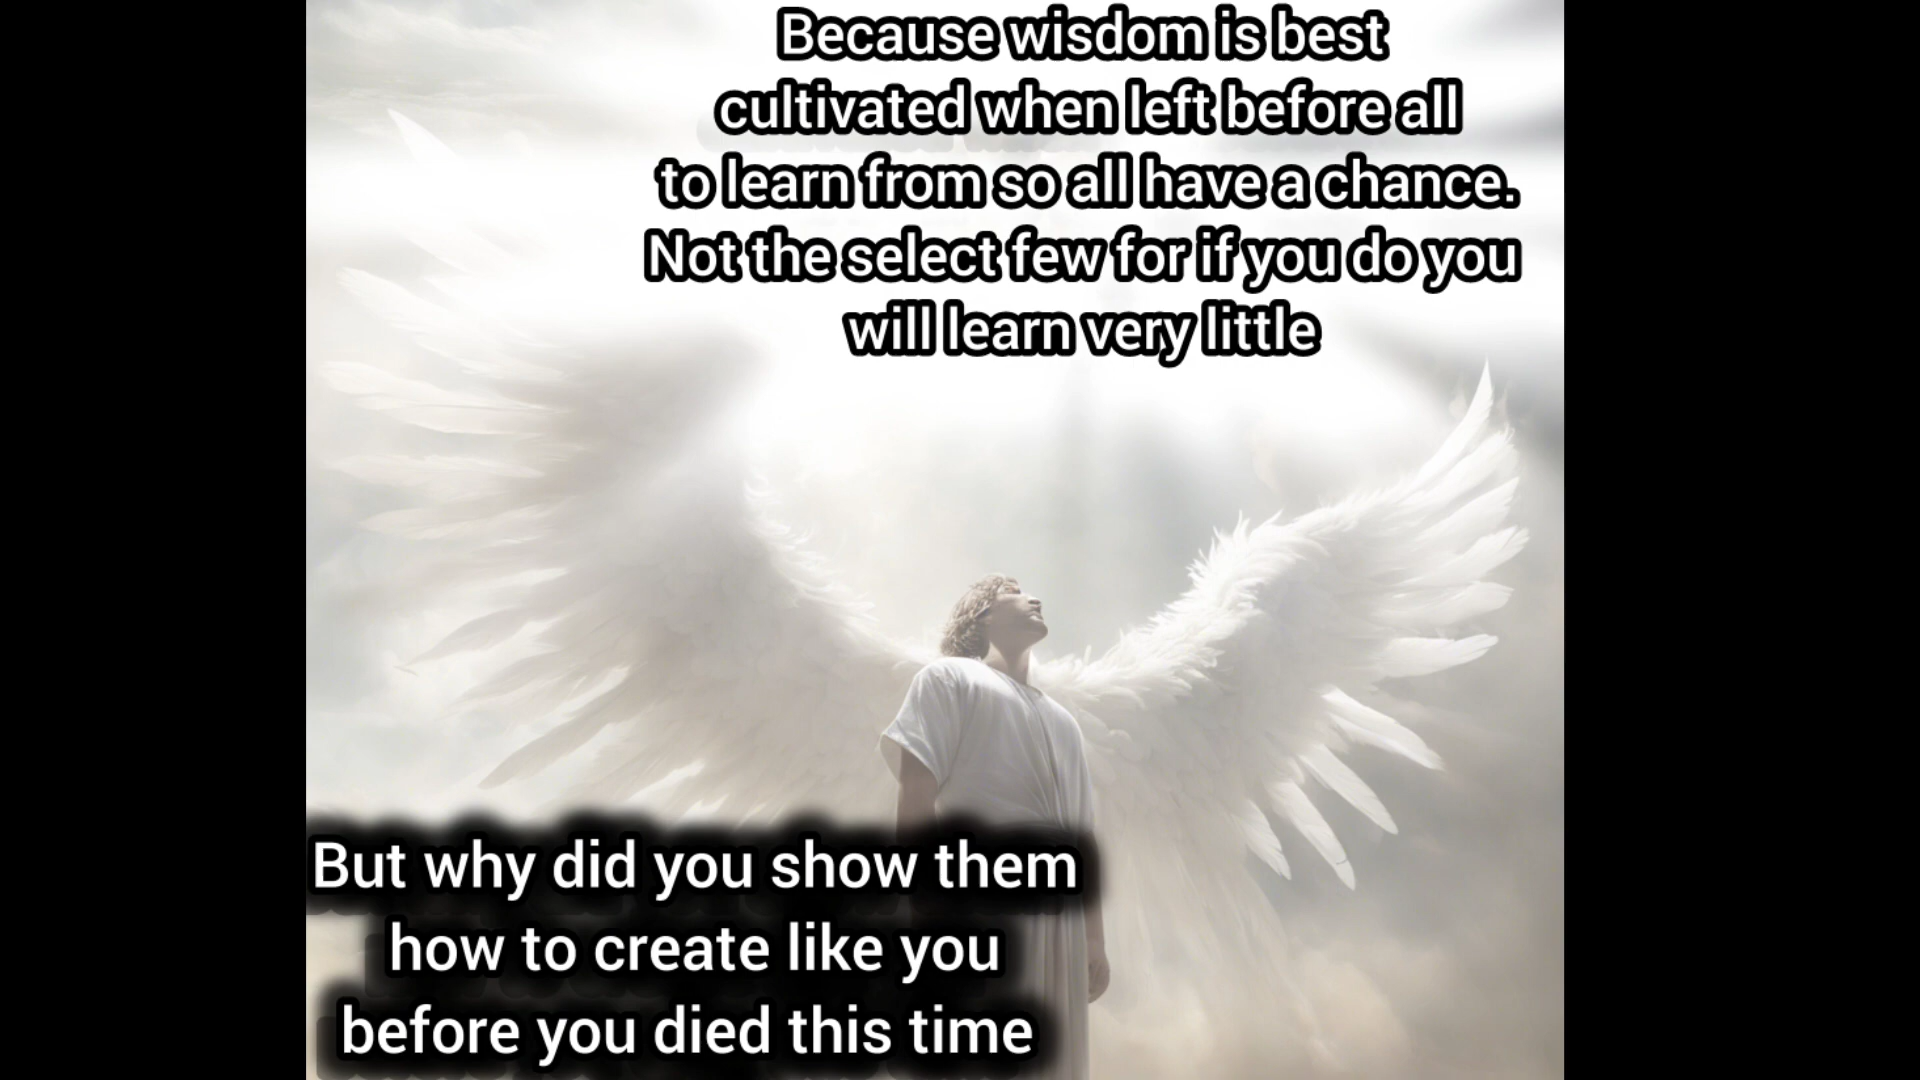 Because wisdom is best
cultivated when left before all
to learn from so all have a chance.
Not the select few for if you do you
will learn very little
But why did you show them
how to create like you
before you died this time